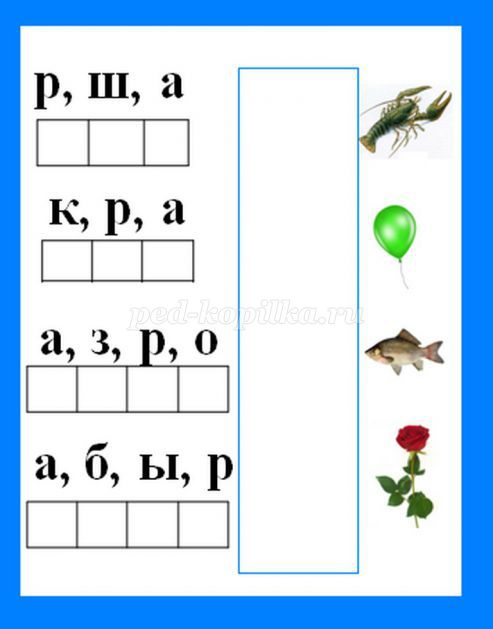 р, ш, а
к, р, а
ped-kopilka.ru
а, з, р, о
а, б, ы, р